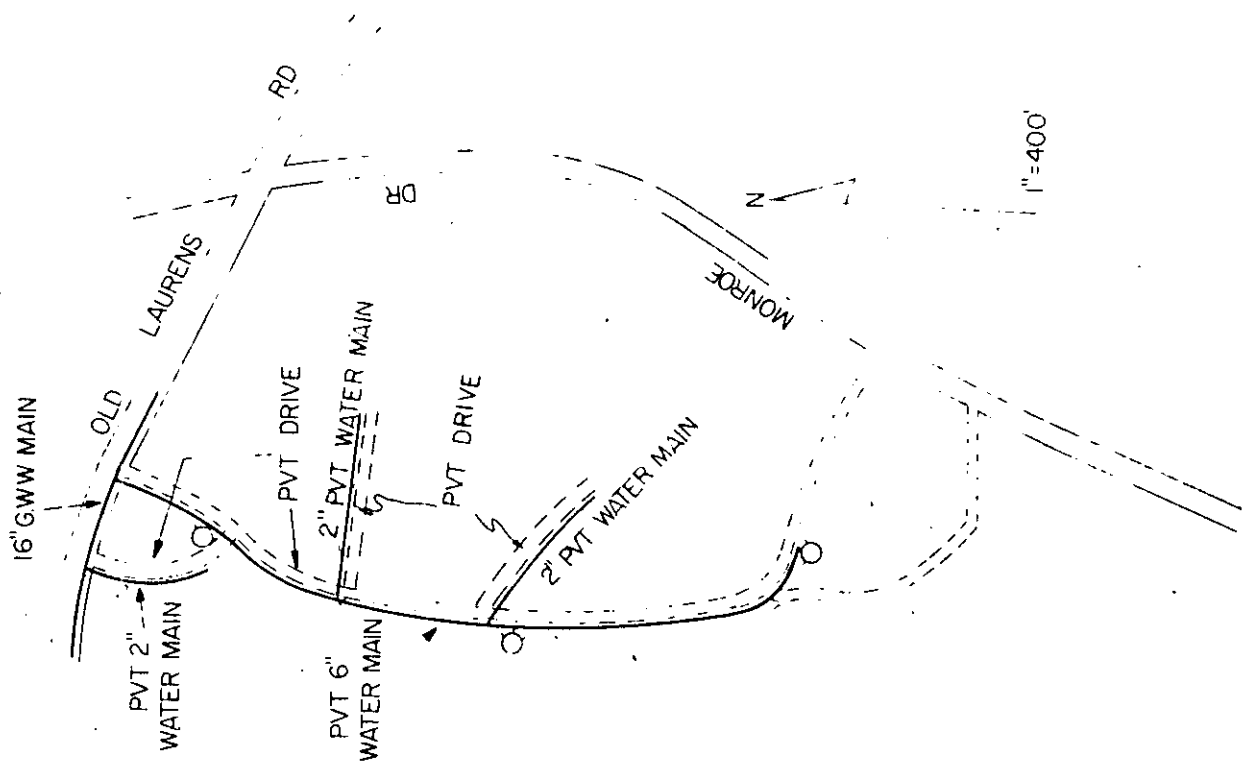 16" G.W.W MAIN
OLD
LAURENS
RD
DR
MONROE
N
1"=400'
PVT DRIVE
2" PVT WATER MAIN
PVT DRIVE
2' PVT WATER MAIN
PVT 2"
WATER MAIN
PVT 6"
WATER MAIN